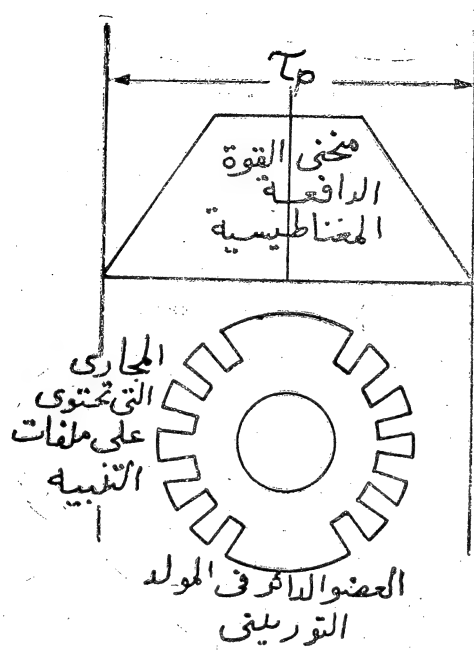 τp
منحنى القوة
الدافعة
المغناطيسية
المجارى
التى تحتوى
على ملفات
التنبيه
العضو الدائر فى المولد
التوربينى